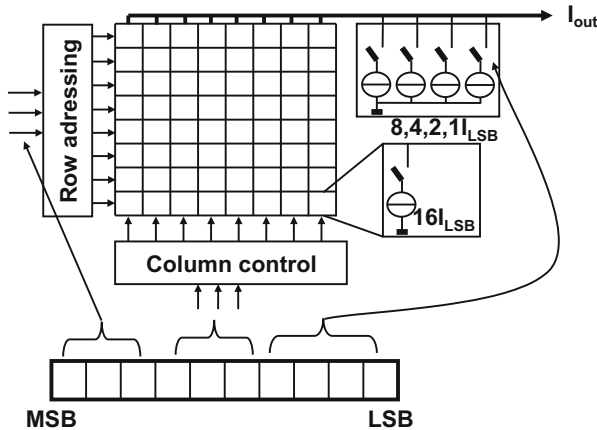 I_out
Row adressing
8,4,2,1I_LSB
16I_LSB
Column control
MSB
LSB